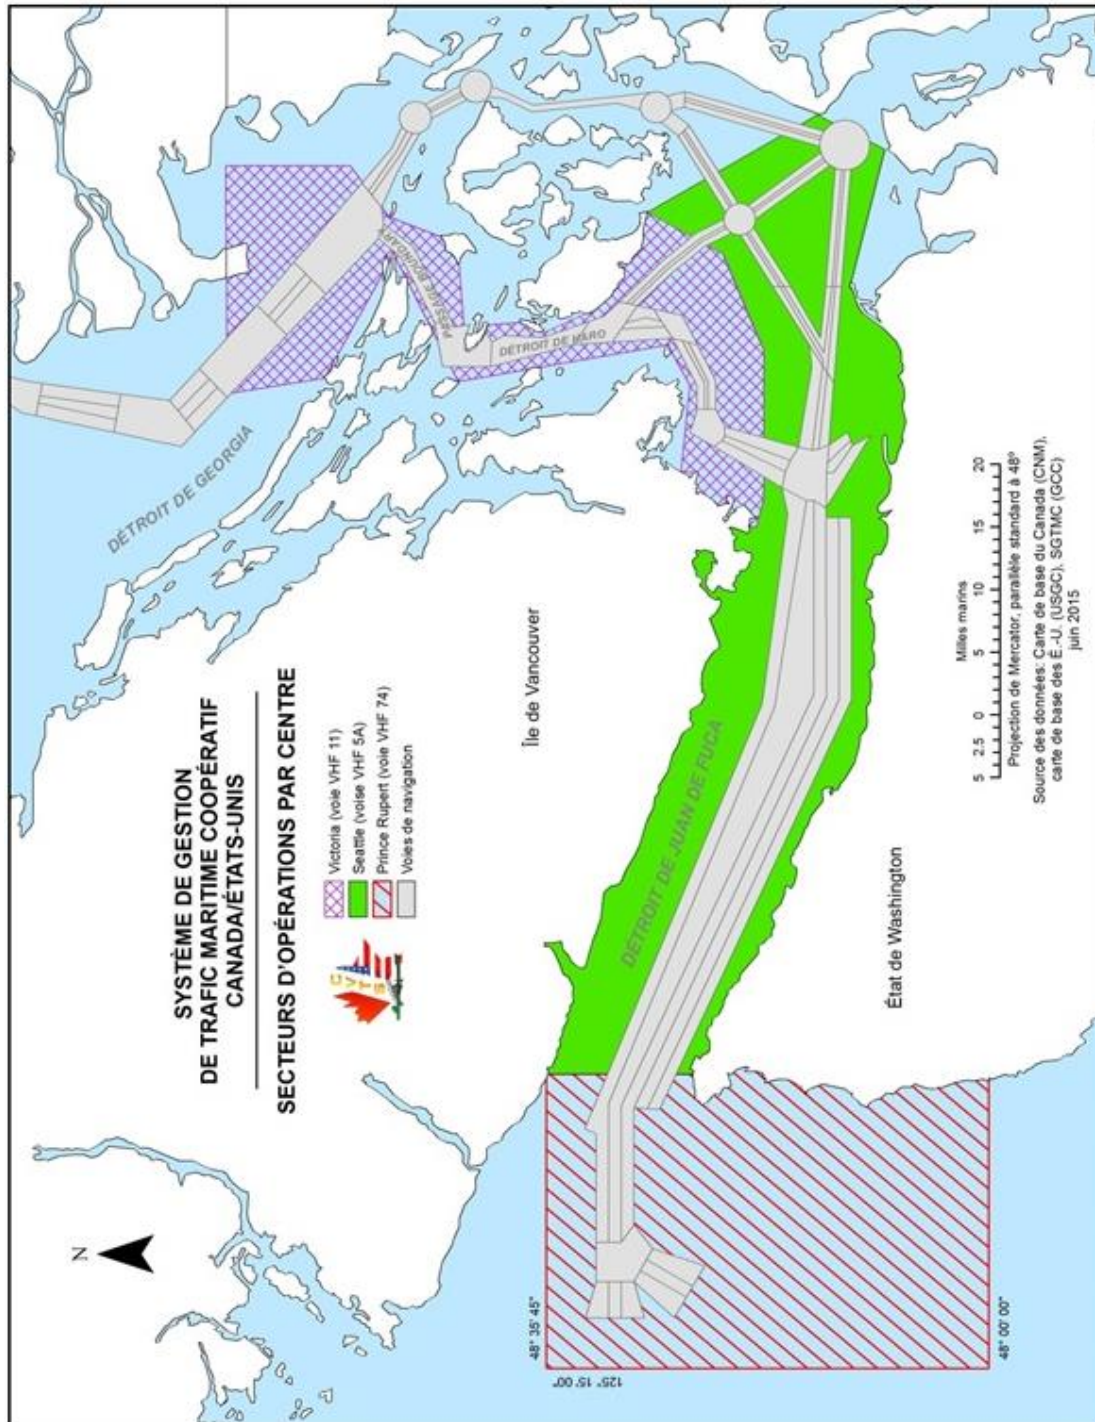 SYSTÈME DE GESTION
DE TRAFIC MARITIME COOPÉRATIF
CANADA/ÉTATS-UNIS
SECTEURS D'OPÉRATIONS PAR CENTRE
C
V
T
S
Victoria (voie VHF 11)
Seattle (voise VHF 5A)
Prince Rupert (voie VHF 74)
Voies de navigation
N
DÉTROIT DE GEORGIA
PASSAGE BOUNDARY
DÉTROIT DE HARO
Île de Vancouver
DÉTROIT DE JUAN DE FUCA
État de Washington
48° 35' 45"
125° 15' 00"
48° 00' 00"
Milles marins
5 2.5 0 5 10 15 20
Projection de Mercator, parallèle standard à 48º
Source des données: Carte de base du Canada (CNM),
carte de base des É.-U. (USGC), SGTMC (GCC)
juin 2015